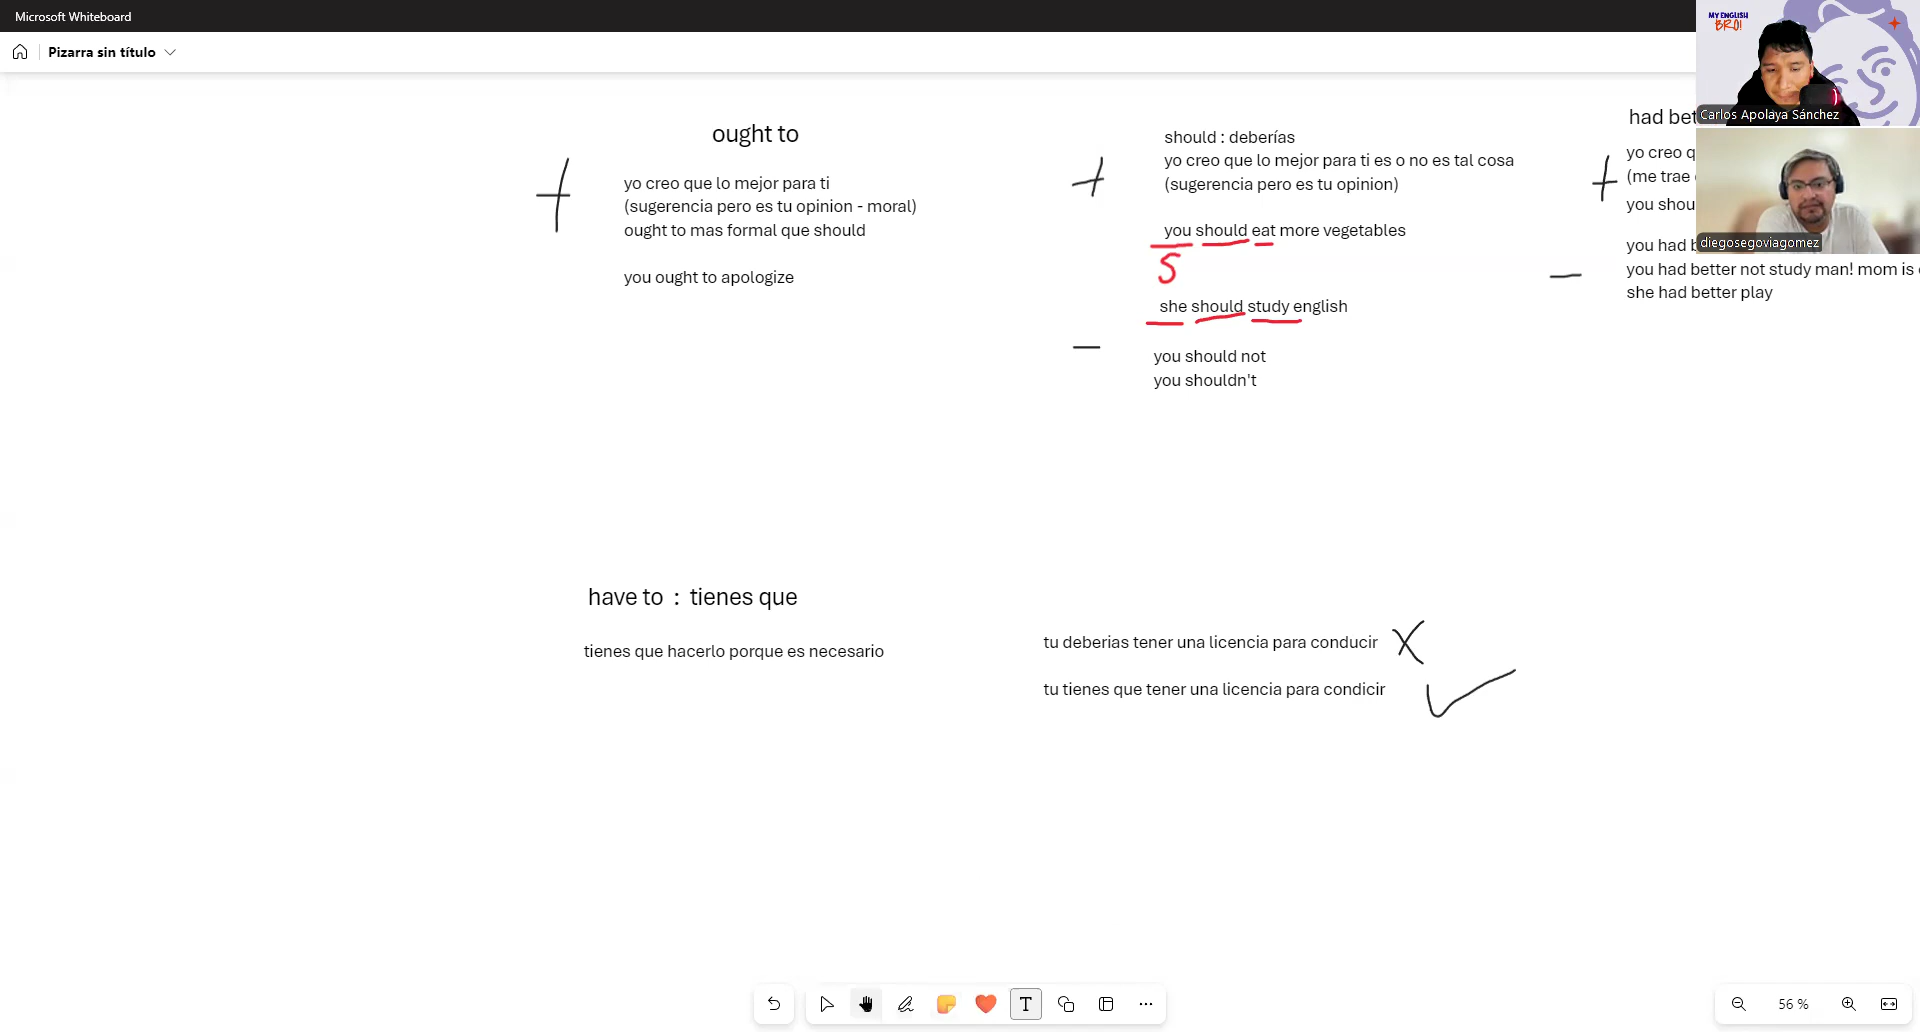 Microsoft Whiteboard
Pizarra sin título
MY ENGLISH
BRO!
Carlos Apolaya Sánchez
diegosegoviagomez
ought to
yo creo que lo mejor para ti
(sugerencia pero es tu opinion - moral)
ought to mas formal que should
you ought to apologize
should : deberías
yo creo que lo mejor para ti es o no es tal cosa
(sugerencia pero es tu opinion)
you should eat more vegetables
S
she should study english
you should not
you shouldn't
had bet
yo creo q
(me trae
you shou
you had b
you had better not study man! mom is
she had better play
have to : tienes que
tienes que hacerlo porque es necesario
tu deberias tener una licencia para conducir
tu tienes que tener una licencia para condicir
56 %